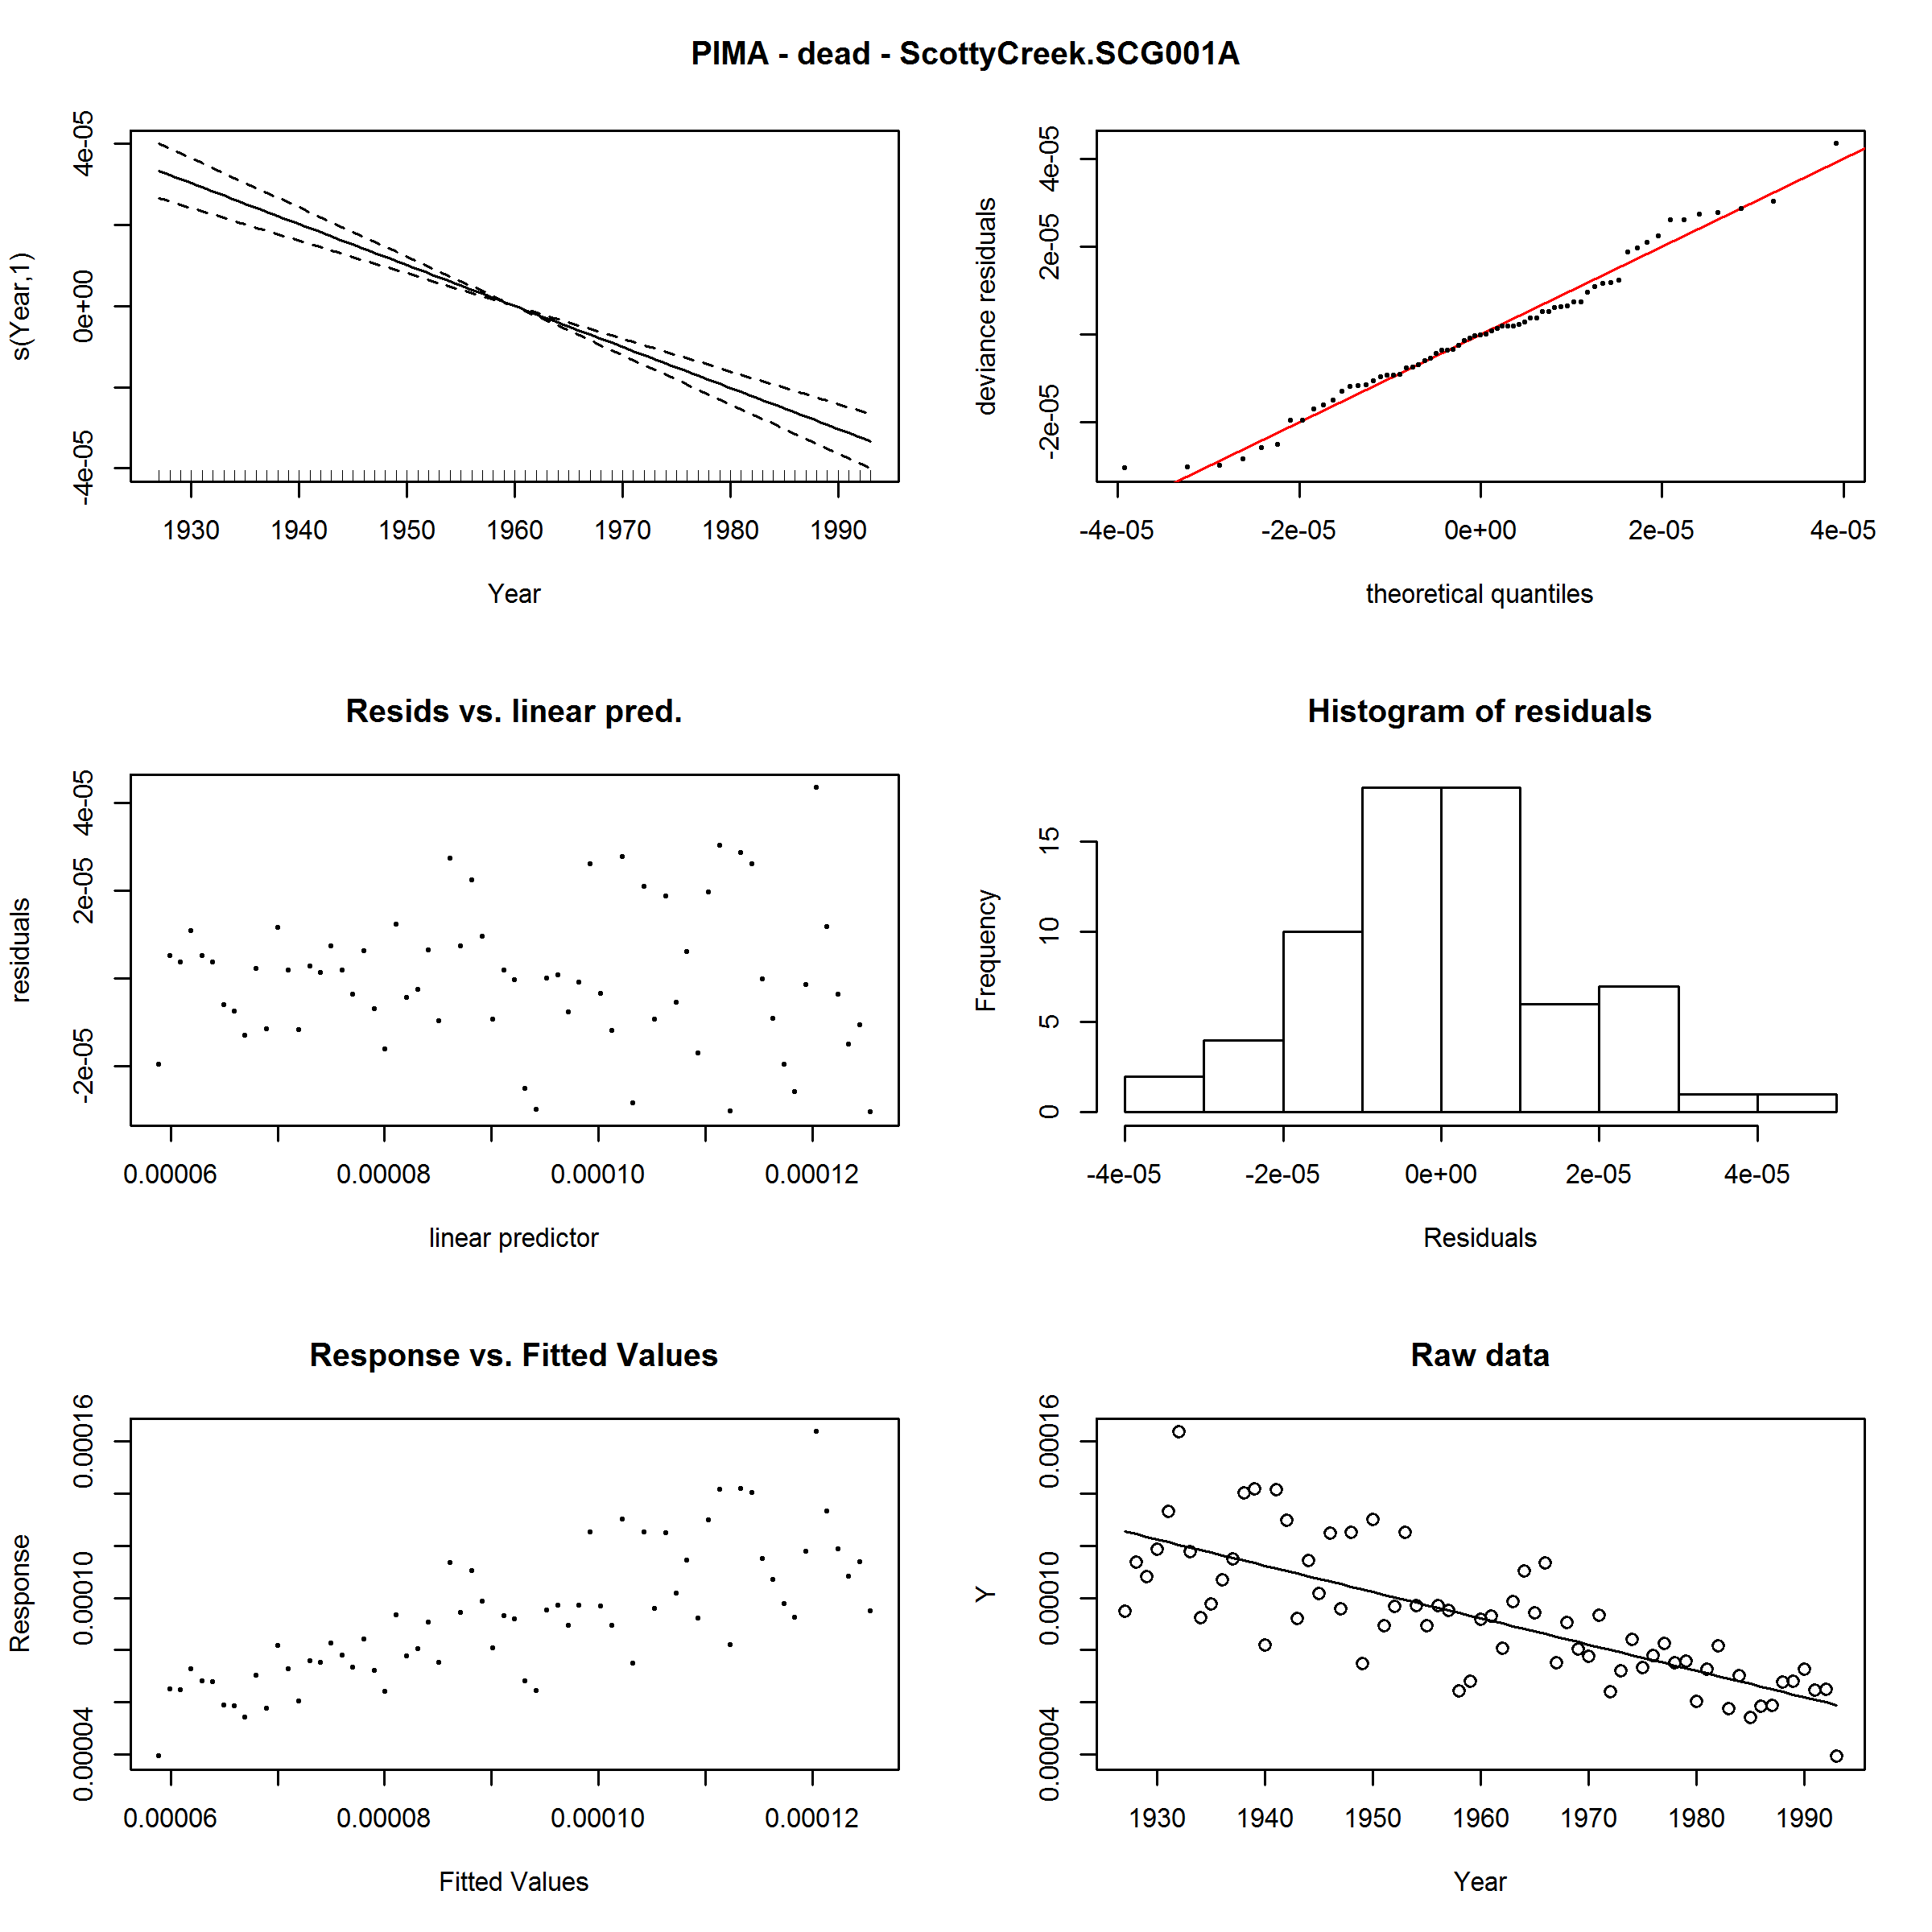 PIMA - dead - ScottyCreek.SCG001A
s(Year,1)
4e-05
0e+00
-4e-05
1930 1940 1950 1960 1970 1980 1990
Year
deviance residuals
4e-05
2e-05
-2e-05
-4e-05 -2e-05 0e+00 2e-05 4e-05
theoretical quantiles
Resids vs. linear pred.
residuals
4e-05
2e-05
-2e-05
0.00006 0.00008 0.00010 0.00012
linear predictor
Histogram of residuals
Frequency
15
10
5
0
-4e-05 -2e-05 0e+00 2e-05 4e-05
Residuals
Response vs. Fitted Values
Response
0.00016
0.00010
0.00004
0.00006 0.00008 0.00010 0.00012
Fitted Values
Raw data
Y
0.00016
0.00010
0.00004
1930 1940 1950 1960 1970 1980 1990
Year